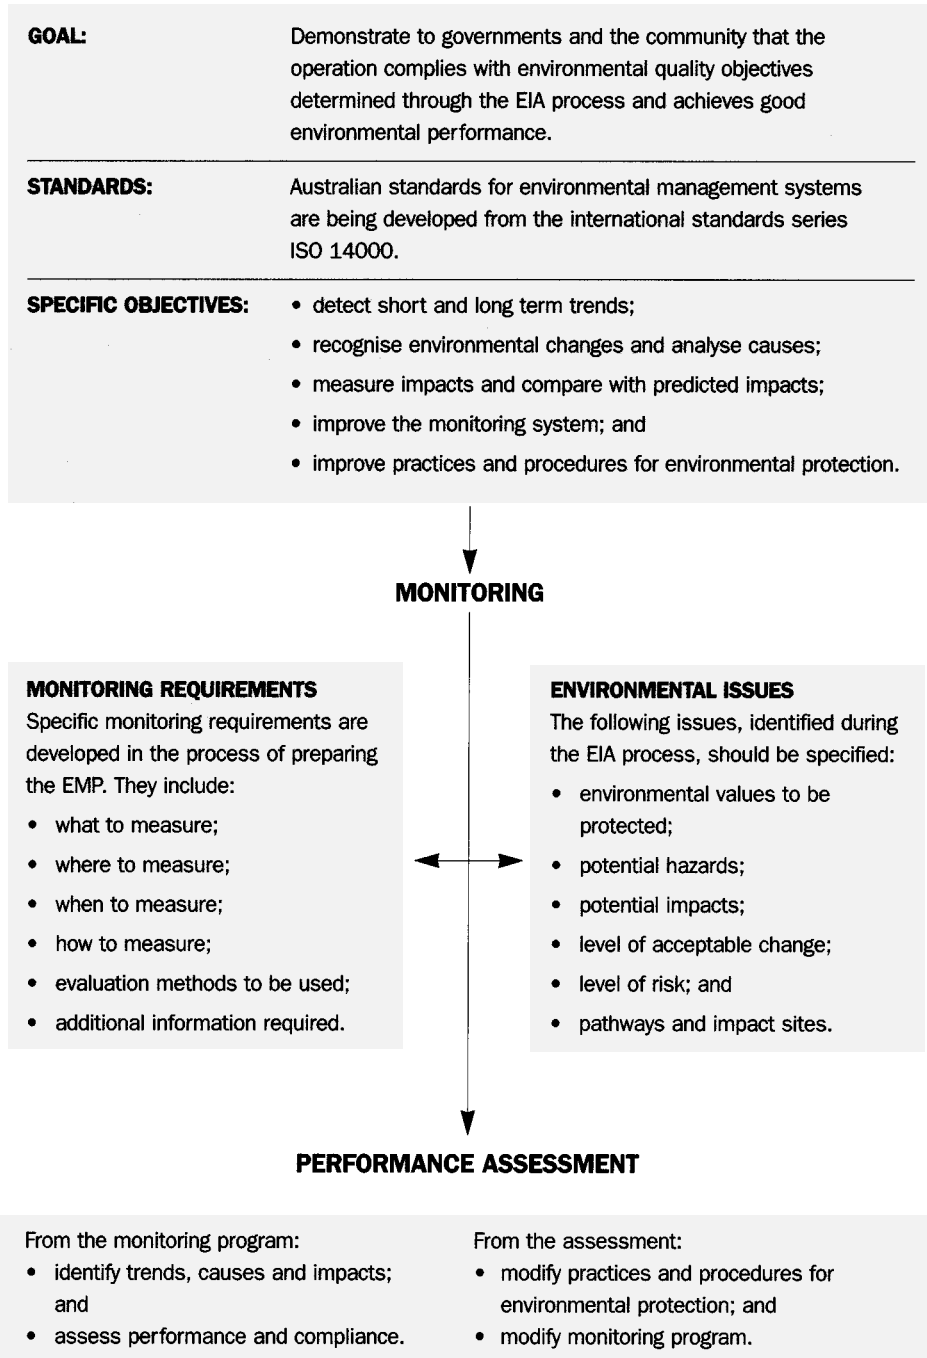 GOAL: Demonstrate to governments and the community that the
operation complies with environmental quality objectives
determined through the EIA process and achieves good
environmental performance.
STANDARDS: Australian standards for environmental management systems
are being developed from the international standards series
ISO 14000.
SPECIFIC OBJECTIVES: • detect short and long term trends;
• recognise environmental changes and analyse causes;
• measure impacts and compare with predicted impacts;
• improve the monitoring system; and
• improve practices and procedures for environmental protection.
MONITORING
MONITORING REQUIREMENTS
Specific monitoring requirements are
developed in the process of preparing
the EMP. They include:
• what to measure;
• where to measure;
• when to measure;
• how to measure;
• evaluation methods to be used;
• additional information required.
ENVIRONMENTAL ISSUES
The following issues, identified during
the EIA process, should be specified:
• environmental values to be
protected;
• potential hazards;
• potential impacts;
• level of acceptable change;
• level of risk; and
• pathways and impact sites.
PERFORMANCE ASSESSMENT
From the monitoring program:
• identify trends, causes and impacts;
and
• assess performance and compliance.
From the assessment:
• modify practices and procedures for
environmental protection; and
• modify monitoring program.